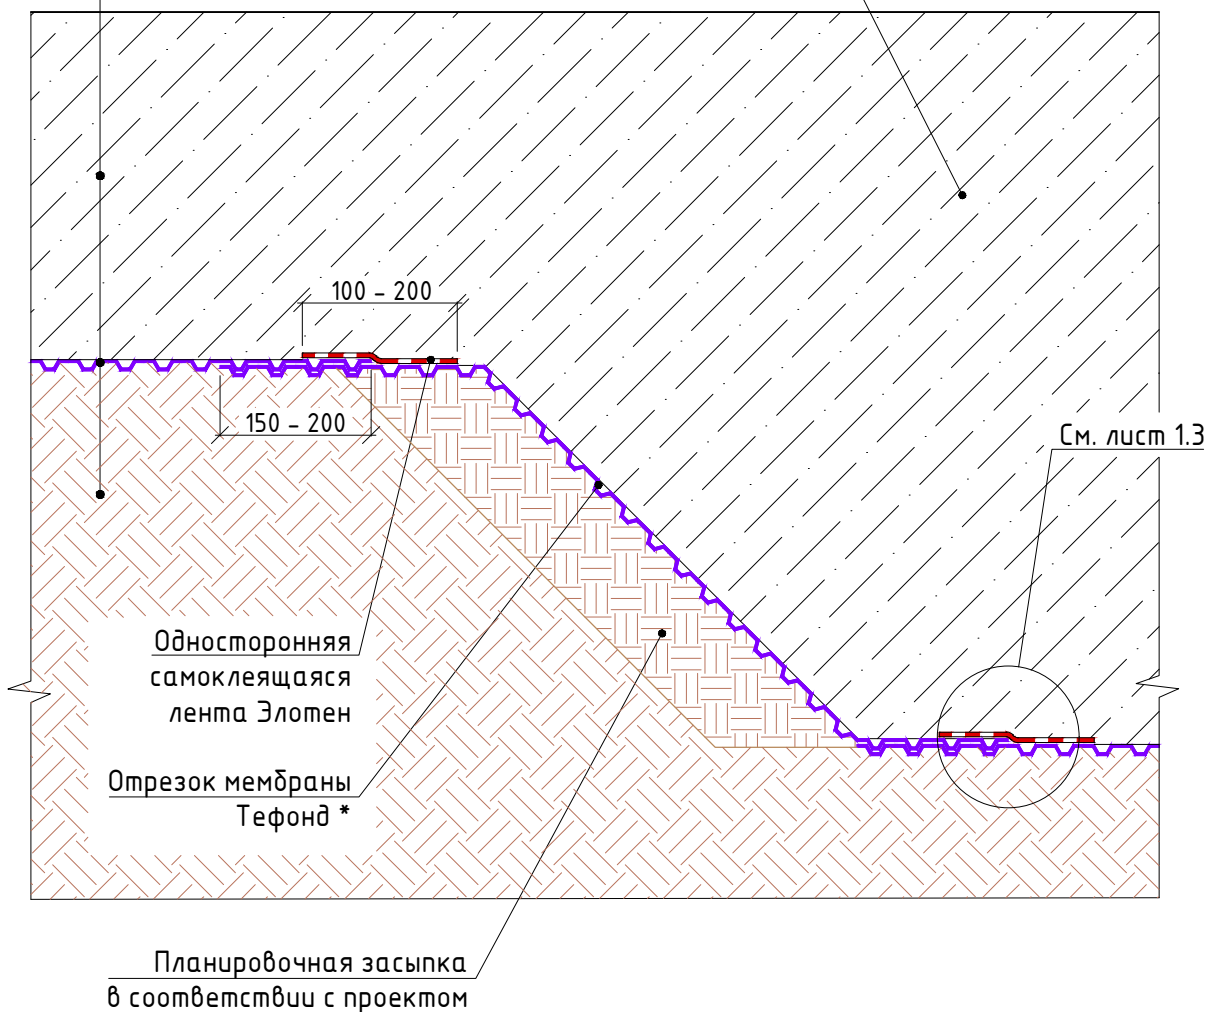 100 – 200
150 – 200
См. лист 1.3
Односторонняя
самоклеящаяся
лента Элотен
Отрезок мембраны
Тефонд *
Планировочная засыпка
в соответствии с проектом